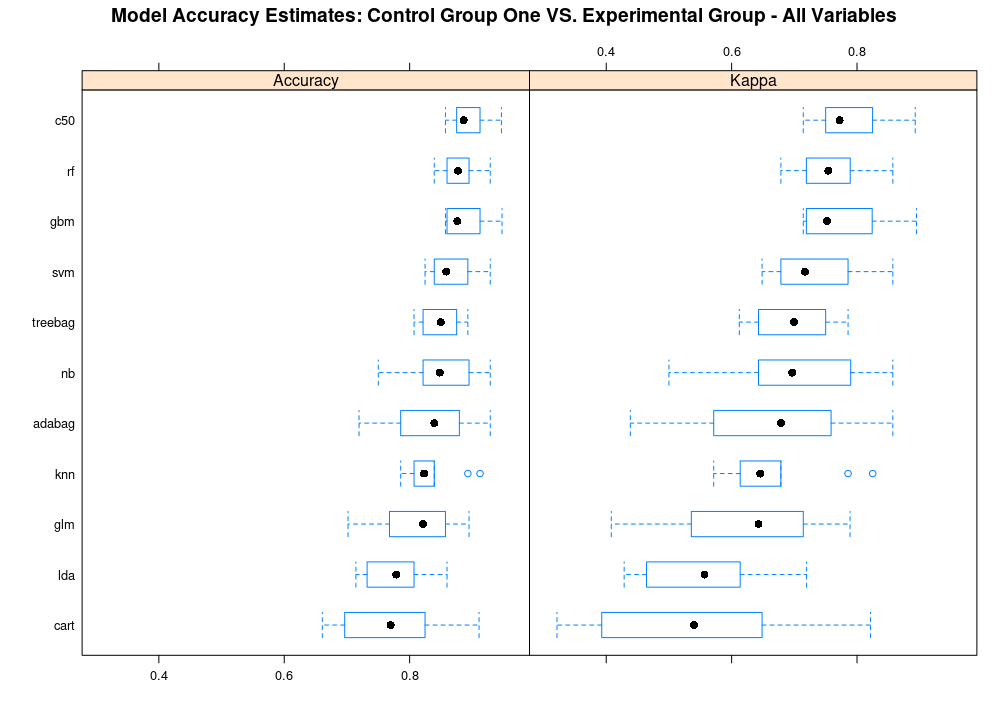 Model Accuracy Estimates: Control Group One VS. Experimental Group - All Variables
0.4 0.6 0.8
Accuracy Kappa
c50
rf
gbm
svm
treebag
nb
adabag
knn
glm
lda
cart
0.4 0.6 0.8